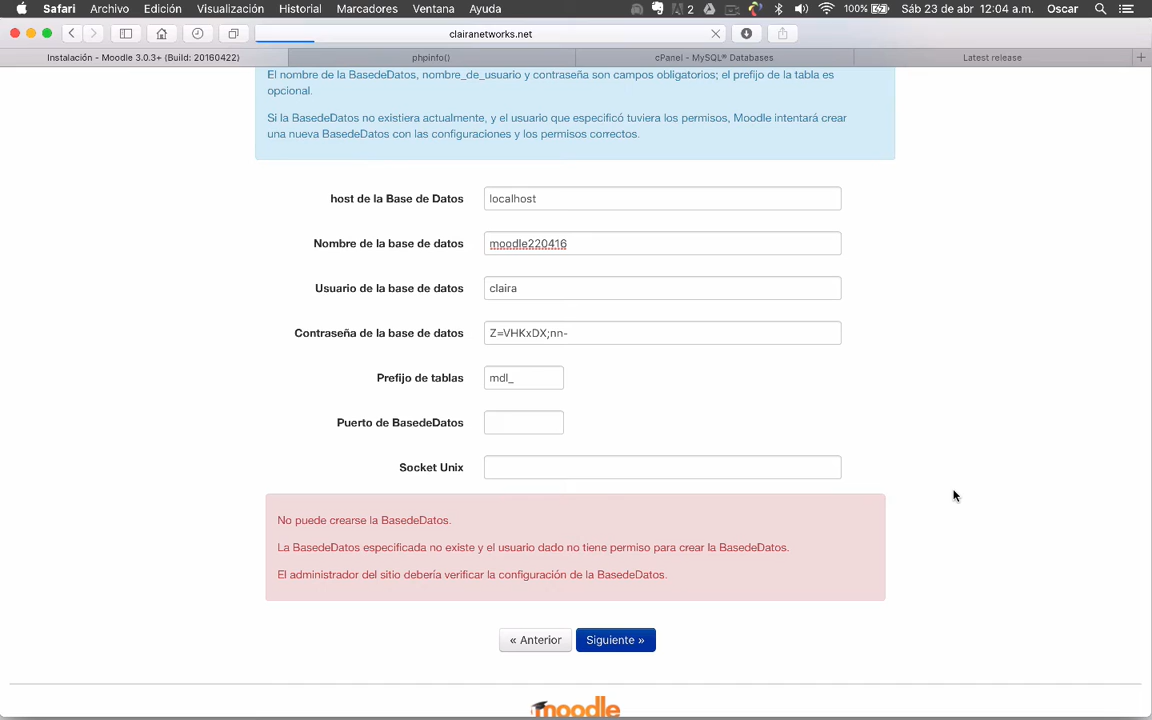 Safari Archivo Edición Visualización Historial Marcadores Ventana Ayuda 2 100% Sáb 23 de abr 12:04 a.m. Oscar
clairanetworks.net
Instalación - Moodle 3.0.3+ (Build: 20160422) phpinfo() cPanel - MySQL® Databases Latest release
El nombre de la BasedeDatos, nombre_de_usuario y contraseña son campos obligatorios; el prefijo de la tabla es
opcional.
Si la BasedeDatos no existiera actualmente, y el usuario que especificó tuviera los permisos, Moodle intentará crear
una nueva BasedeDatos con las configuraciones y los permisos correctos.
host de la Base de Datos localhost
Nombre de la base de datos moodle220416
Usuario de la base de datos claira
Contraseña de la base de datos Z=VHKxDX;nn-
Prefijo de tablas mdl_
Puerto de BasedeDatos
Socket Unix
No puede crearse la BasedeDatos.
La BasedeDatos especificada no existe y el usuario dado no tiene permiso para crear la BasedeDatos.
El administrador del sitio debería verificar la configuración de la BasedeDatos.
« Anterior Siguiente »
moodle